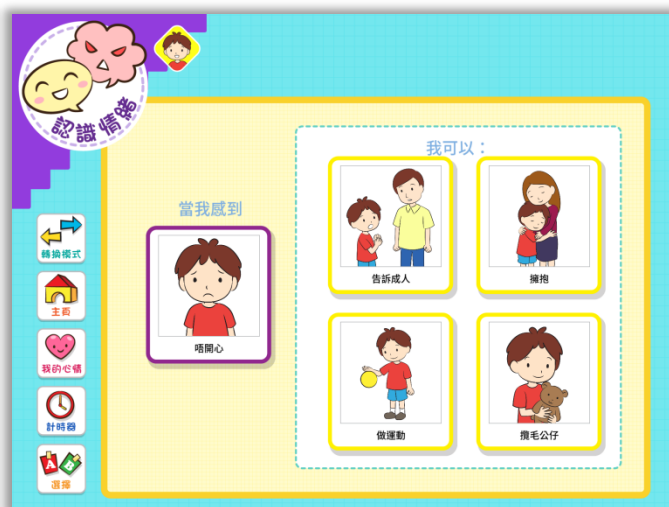 認識情緒
我可以：
當我感到
告訴成人
擁抱
唔開心
做運動
攬毛公仔
轉換模式
主頁
我的心情
計時器
A B
選擇